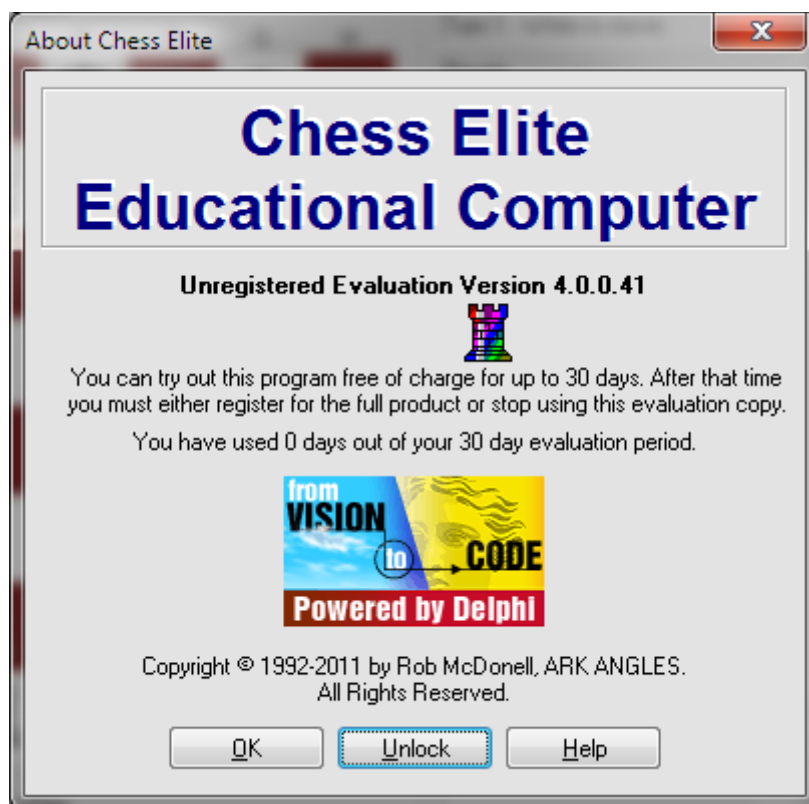 About Chess Elite
Chess Elite
Educational Computer
Unregistered Evaluation Version 4.0.0.41
You can try out this program free of charge for up to 30 days. After that time
you must either register for the full product or stop using this evaluation copy.
You have used 0 days out of your 30 day evaluation period.
from
VISION
to
CODE
Powered by Delphi
Copyright © 1992-2011 by Rob McDonell, ARK ANGLES.
All Rights Reserved.
OK Unlock Help